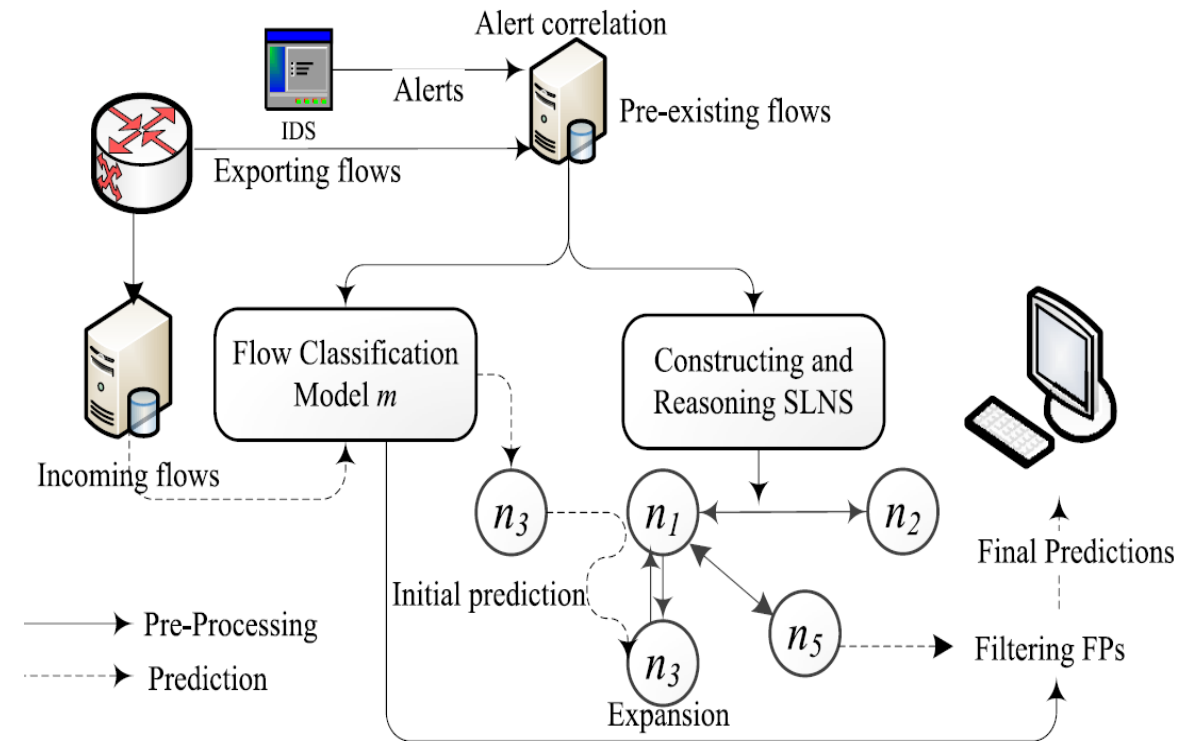 Alert correlation
Alerts
IDS
Pre-existing flows
Exporting flows
Flow Classification
Model m
Constructing and
Reasoning SLNS
Incoming flows
n3
n1
n2
Final Predictions
Initial prediction
n5
Filtering FPs
n3
Expansion
Pre-Processing
Prediction